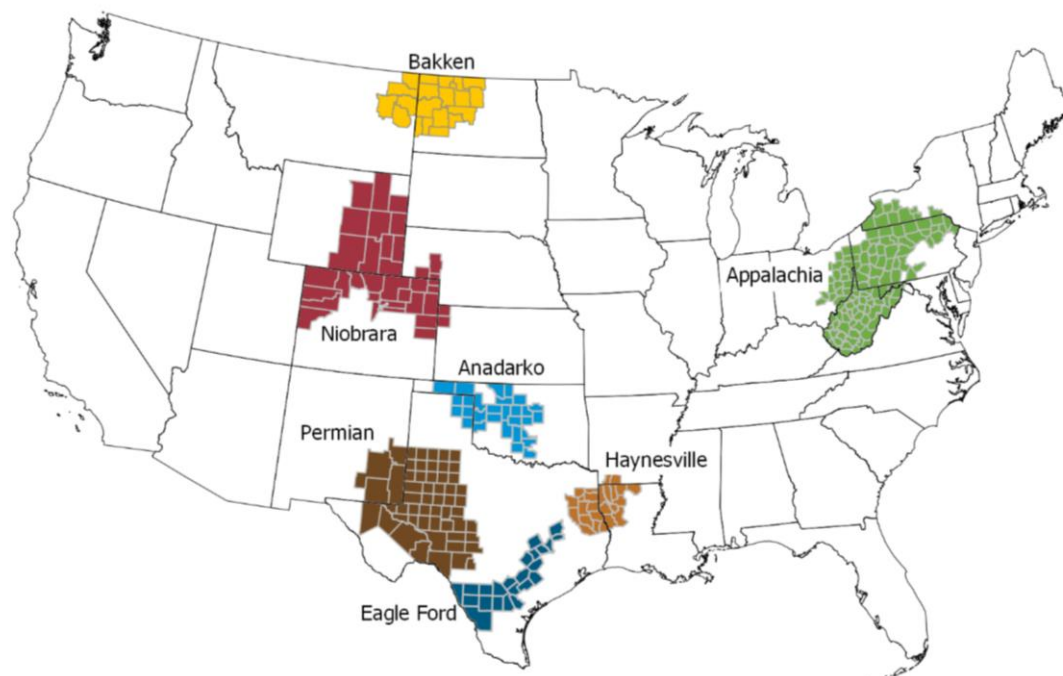 Bakken
Appalachia
Niobrara
Anadarko
Permian
Haynesville
Eagle Ford